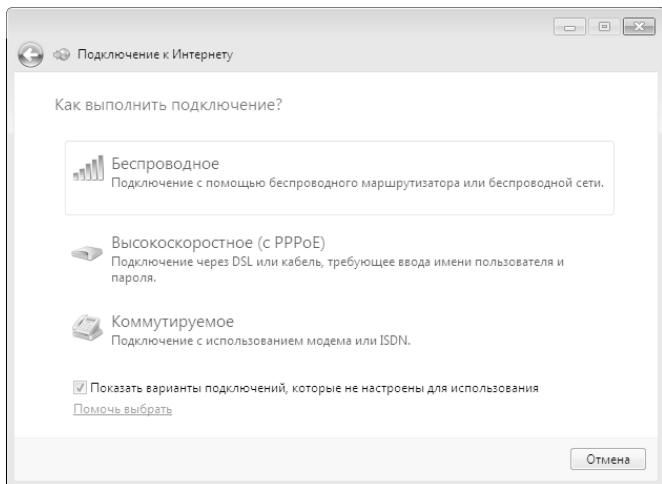 Подключение к Интернету
Как выполнить подключение?
Беспроводное
Подключение с помощью беспроводного маршрутизатора или беспроводной сети.
Высокоскоростное (с PPPoE)
Подключение через DSL или кабель, требующее ввода имени пользователя и
пароля.
Коммутируемое
Подключение с использованием модема или ISDN.
Показать варианты подключений, которые не настроены для использования
Помочь выбрать
Отмена